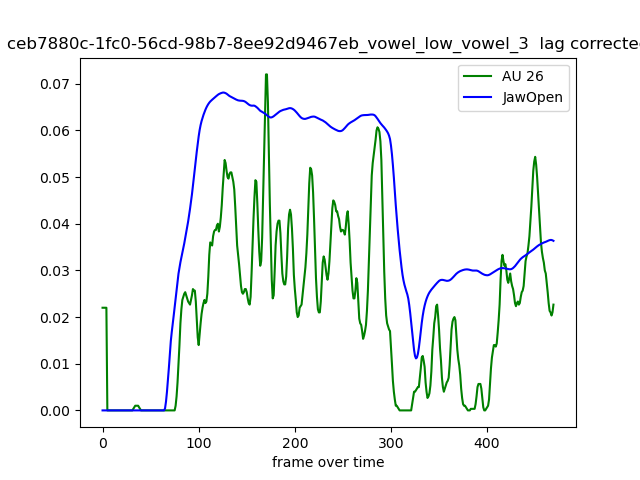 ceb7880c-1fc0-56cd-98b7-8ee92d9467eb_vowel_low_vowel_3 lag corrected
AU 26
JawOpen
0.07
0.06
0.05
0.04
0.03
0.02
0.01
0.00
0 100 200 300 400
frame over time